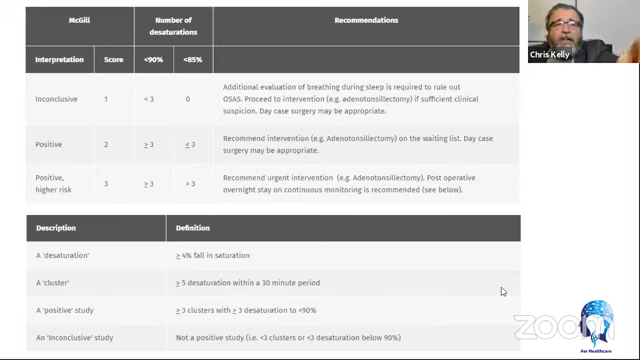 McGill
Number of
desaturations
Recommendations
Interpretation Score <90% <85%
Inconclusive 1 < 3 0 Additional evaluation of breathing during sleep is required to rule out
OSAS. Proceed to intervention (e.g. adenotonsillectomy) if sufficient clinical
suspicion. Day case surgery may be appropriate.
Positive 2 ≥ 3 ≤ 3 Recommend intervention (e.g. Adenotonsillectomy) on the waiting list. Day case
surgery may be appropriate.
Positive,
higher risk 3 ≥ 3 > 3 Recommend urgent intervention (e.g. Adenotonsillectomy). Post operative
overnight stay on continuous monitoring is recommended (see below).
Description Definition
A 'desaturation' ≥ 4% fall in saturation
A 'cluster' ≥ 5 desaturation within a 30 minute period
A 'positive' study ≥ 3 clusters with ≥ 3 desaturation to <90%
An 'Inconclusive' study Not a positive study (i.e. <3 clusters or <3 desaturation below 90%)
Chris Kelly
zoom
Aer Healthcare